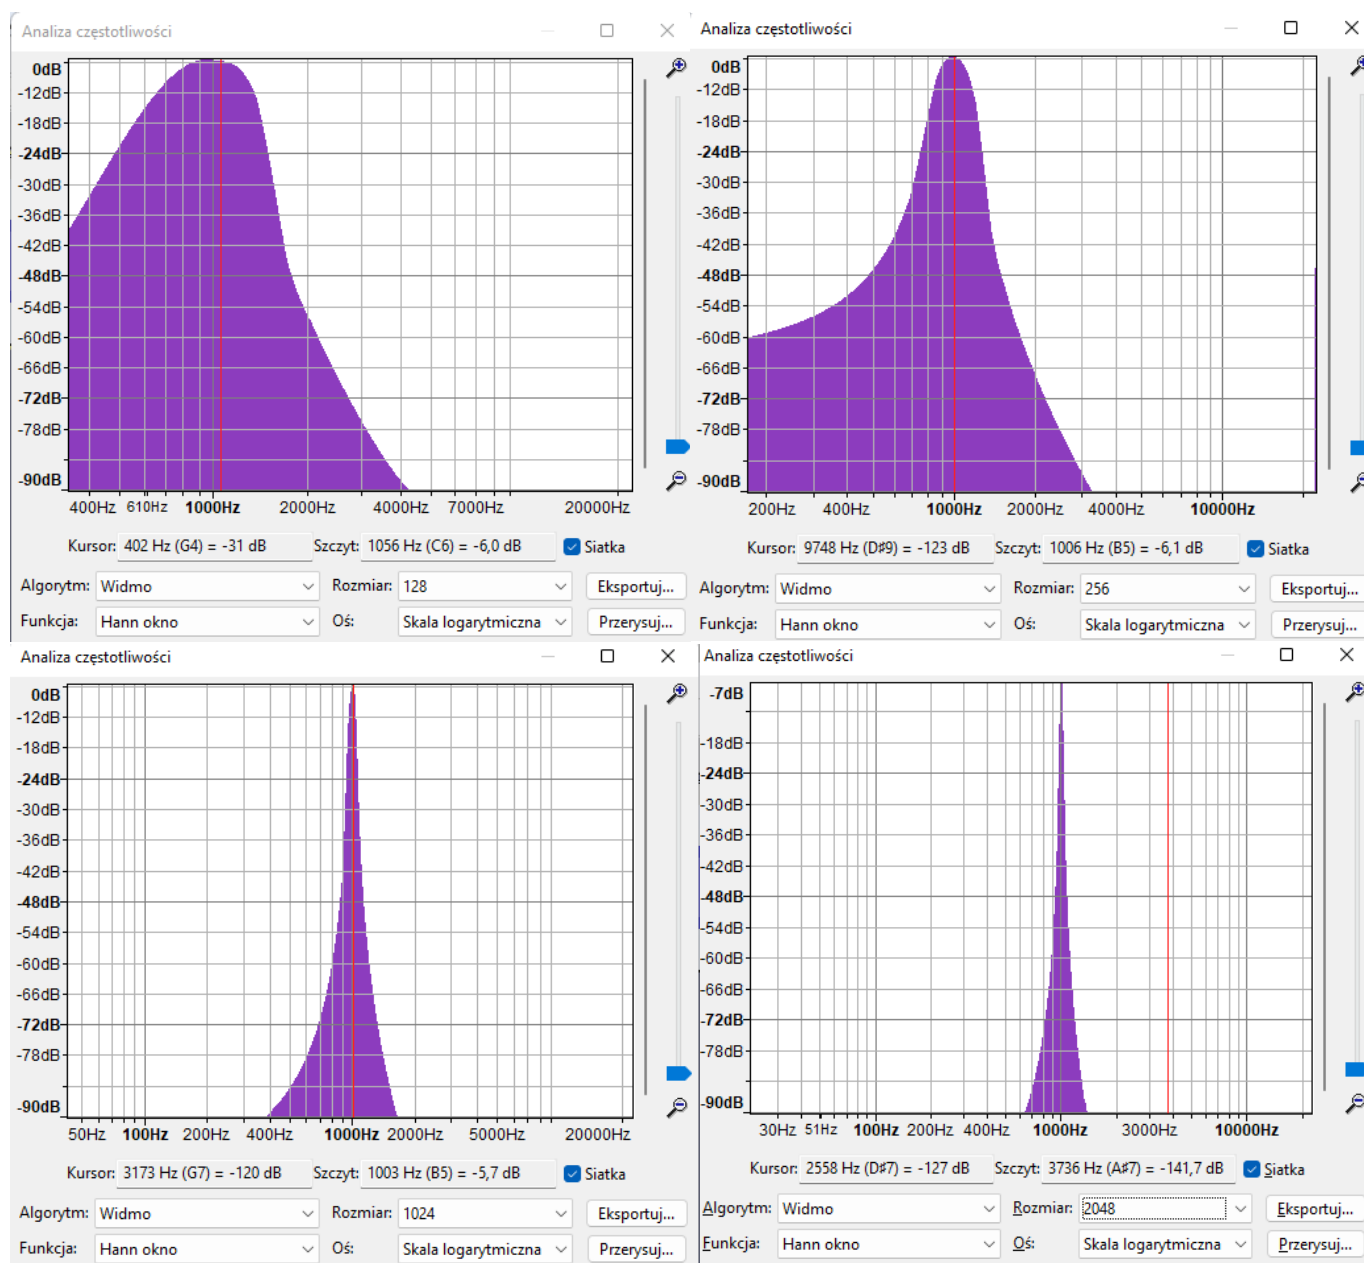 Analiza częstotliwości
0dB
-12dB
-18dB
-24dB
-30dB
-36dB
-42dB
-48dB
-54dB
-60dB
-66dB
-72dB
-78dB
-90dB
400Hz 610Hz 1000Hz 2000Hz 4000Hz 7000Hz 20000Hz
Kursor: 402 Hz (G4) = -31 dB Szczyt: 1056 Hz (C6) = -6,0 dB Siatka
Algorytm: Widmo Rozmiar: 128 Eksportuj...
Funkcja: Hann okno Oś: Skala logarytmiczna Przerysuj...
Analiza częstotliwości
0dB
-12dB
-18dB
-24dB
-30dB
-36dB
-42dB
-48dB
-54dB
-60dB
-66dB
-72dB
-78dB
-90dB
200Hz 400Hz 1000Hz 2000Hz 4000Hz 10000Hz
Kursor: 9748 Hz (D♯9) = -123 dB Szczyt: 1006 Hz (B5) = -6,1 dB Siatka
Algorytm: Widmo Rozmiar: 256 Eksportuj...
Funkcja: Hann okno Oś: Skala logarytmiczna Przerysuj...
Analiza częstotliwości
0dB
-12dB
-18dB
-24dB
-30dB
-36dB
-42dB
-48dB
-54dB
-60dB
-66dB
-72dB
-78dB
-90dB
50Hz 100Hz 200Hz 400Hz 1000Hz 2000Hz 5000Hz 20000Hz
Kursor: 3173 Hz (G7) = -120 dB Szczyt: 1003 Hz (B5) = -5,7 dB Siatka
Algorytm: Widmo Rozmiar: 1024 Eksportuj...
Funkcja: Hann okno Oś: Skala logarytmiczna Przerysuj...
Analiza częstotliwości
-7dB
-18dB
-24dB
-30dB
-36dB
-42dB
-48dB
-54dB
-60dB
-66dB
-72dB
-78dB
-90dB
30Hz 51Hz 100Hz 200Hz 400Hz 1000Hz 3000Hz 10000Hz
Kursor: 2558 Hz (D♯7) = -127 dB Szczyt: 3736 Hz (A♯7) = -141,7 dB Siatka
Algorytm: Widmo Rozmiar: 2048 Eksportuj...
Funkcja: Hann okno Oś: Skala logarytmiczna Przerysuj...